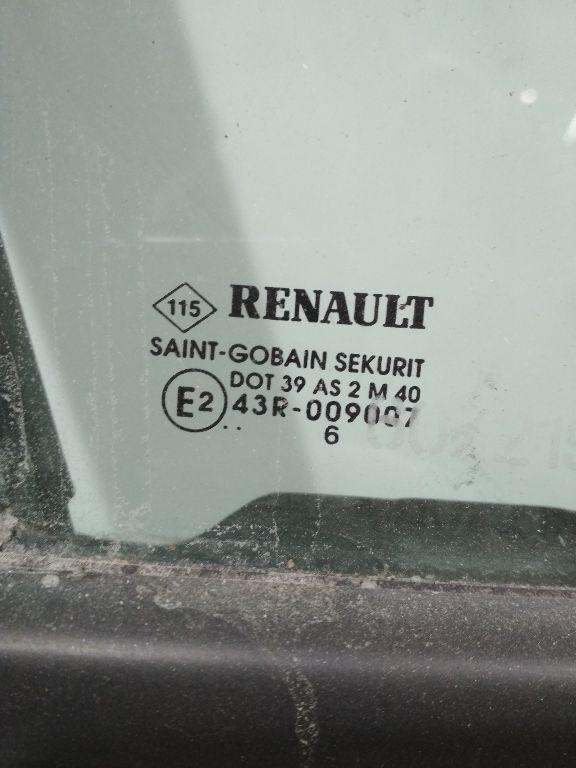 115 RENAULT
SAINT-GOBAIN SEKURIT
DOT 39 AS 2 M 40
E2 43R-009007
. . 6